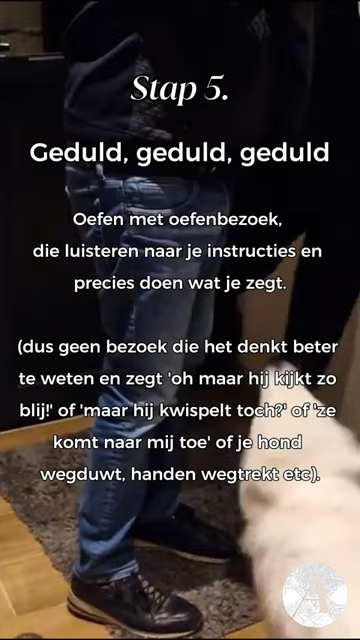 Stap 5.
Geduld, geduld, geduld
Oefen met oefenbezoek,
die luisteren naar je instructies en
precies doen wat je zegt.
(dus geen bezoek die het denkt beter
te weten en zegt 'oh maar hij kijkt zo
blij!' of 'maar hij kwispelt toch?' of 'ze
komt naar mij toe' of je hond
wegduwt, handen wegtrekt etc).
A